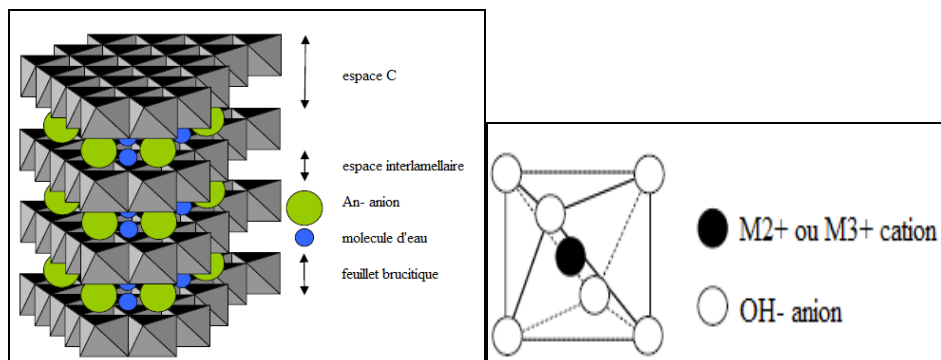 espace C
espace interlamellaire
An- anion
molecule d'eau
feuillet brucitique
M2+ ou M3+ cation
OH- anion